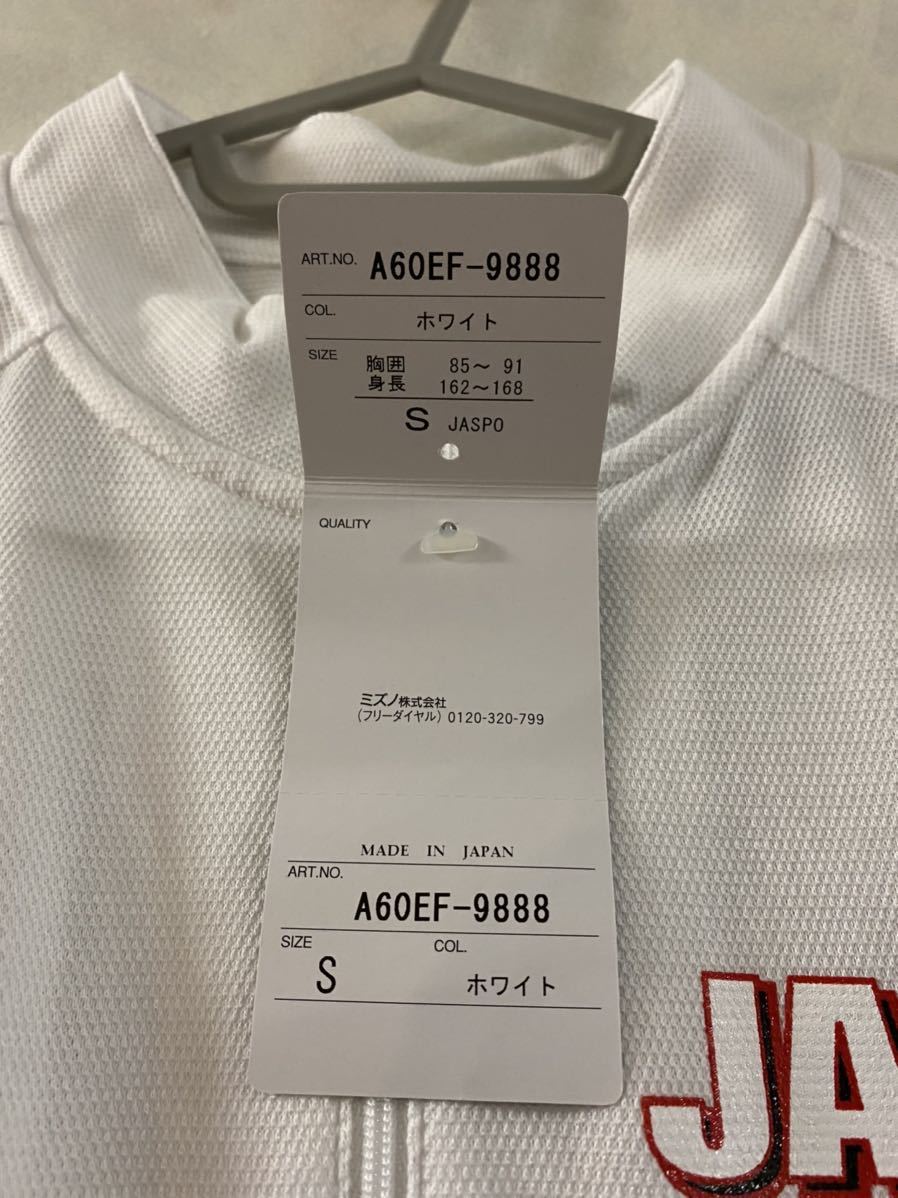 ART.NO. A60EF-9888
COL. ホワイト
SIZE 胸囲 85～ 91
身長 162～168
S JASPO
QUALITY
ミズノ株式会社
(フリーダイヤル) 0120-320-799
MADE IN JAPAN
ART.NO.
A60EF-9888
SIZE COL.
S ホワイト
JA